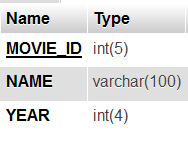 Name Type
MOVIE_ID int(5)
NAME varchar(100)
YEAR int(4)